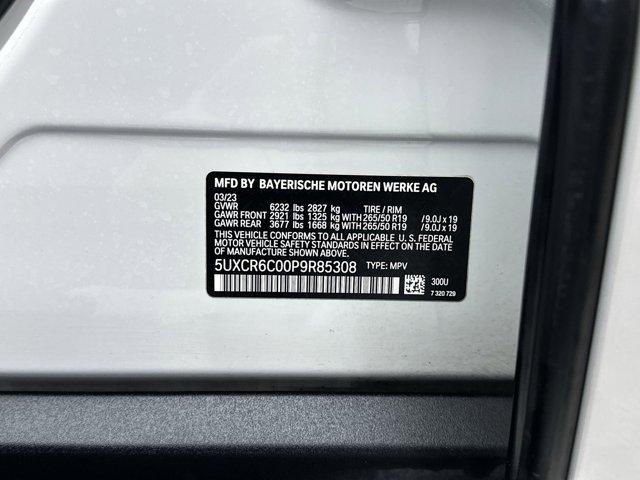 MFD BY BAYERISCHE MOTOREN WERKE AG
03/23
GVWR 6232 lbs 2827 kg TIRE / RIM
GAWR FRONT 2921 lbs 1325 kg WITH 265/50 R19 /9.0J x 19
GAWR REAR 3677 lbs 1668 kg WITH 265/50 R19 /9.0J x 19
THIS VEHICLE CONFORMS TO ALL APPLICABLE U. S. FEDERAL
MOTOR VEHICLE SAFETY STANDARDS IN EFFECT ON THE DATE
OF MANUFACTURE SHOWN ABOVE.
5UXCR6C00P9R85308 TYPE: MPV
300U
7 320 729